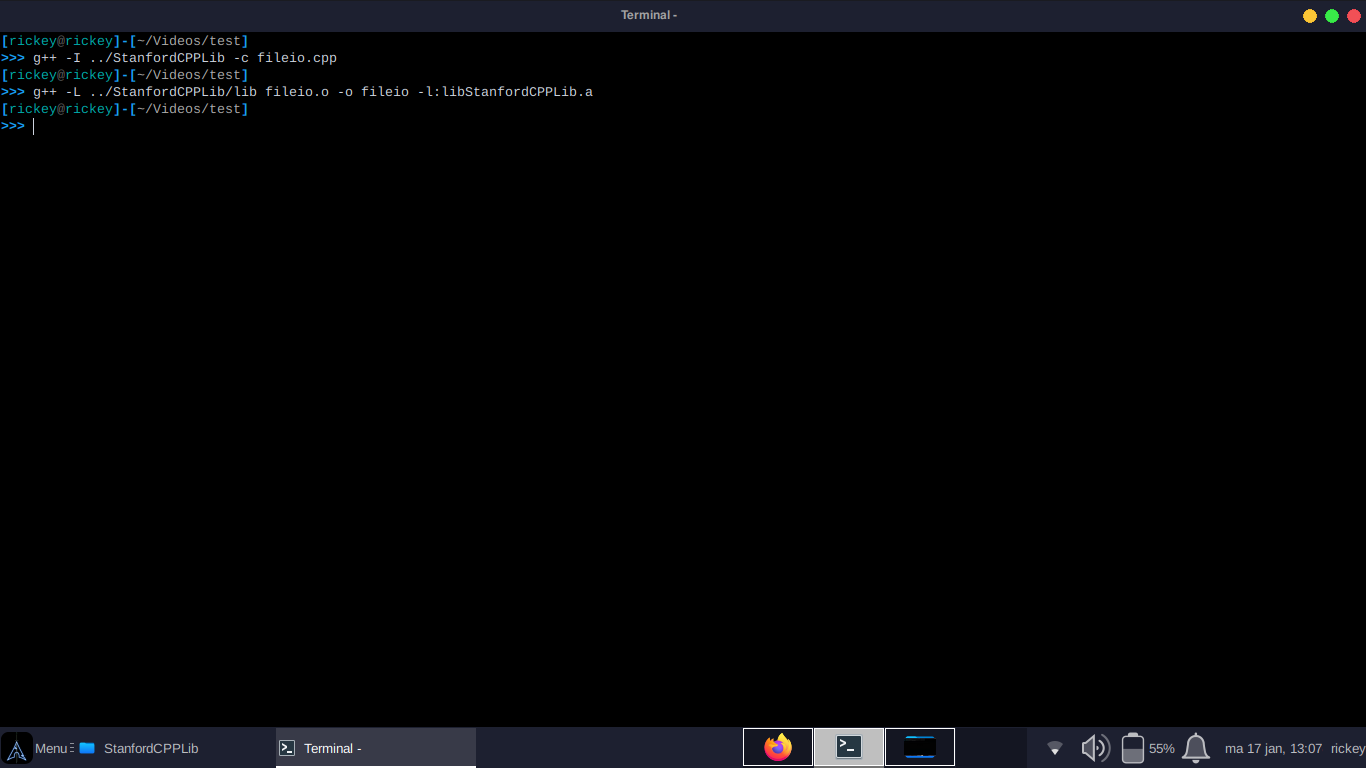 Terminal -
[rickey@rickey]-[~/Videos/test]
>>> g++ -I ../StanfordCPPLib -c fileio.cpp
[rickey@rickey]-[~/Videos/test]
>>> g++ -L ../StanfordCPPLib/lib fileio.o -o fileio -l:libStanfordCPPLib.a
[rickey@rickey]-[~/Videos/test]
>>>
Menu StanfordCPPLib Terminal - 55% ma 17 jan, 13:07 rickey